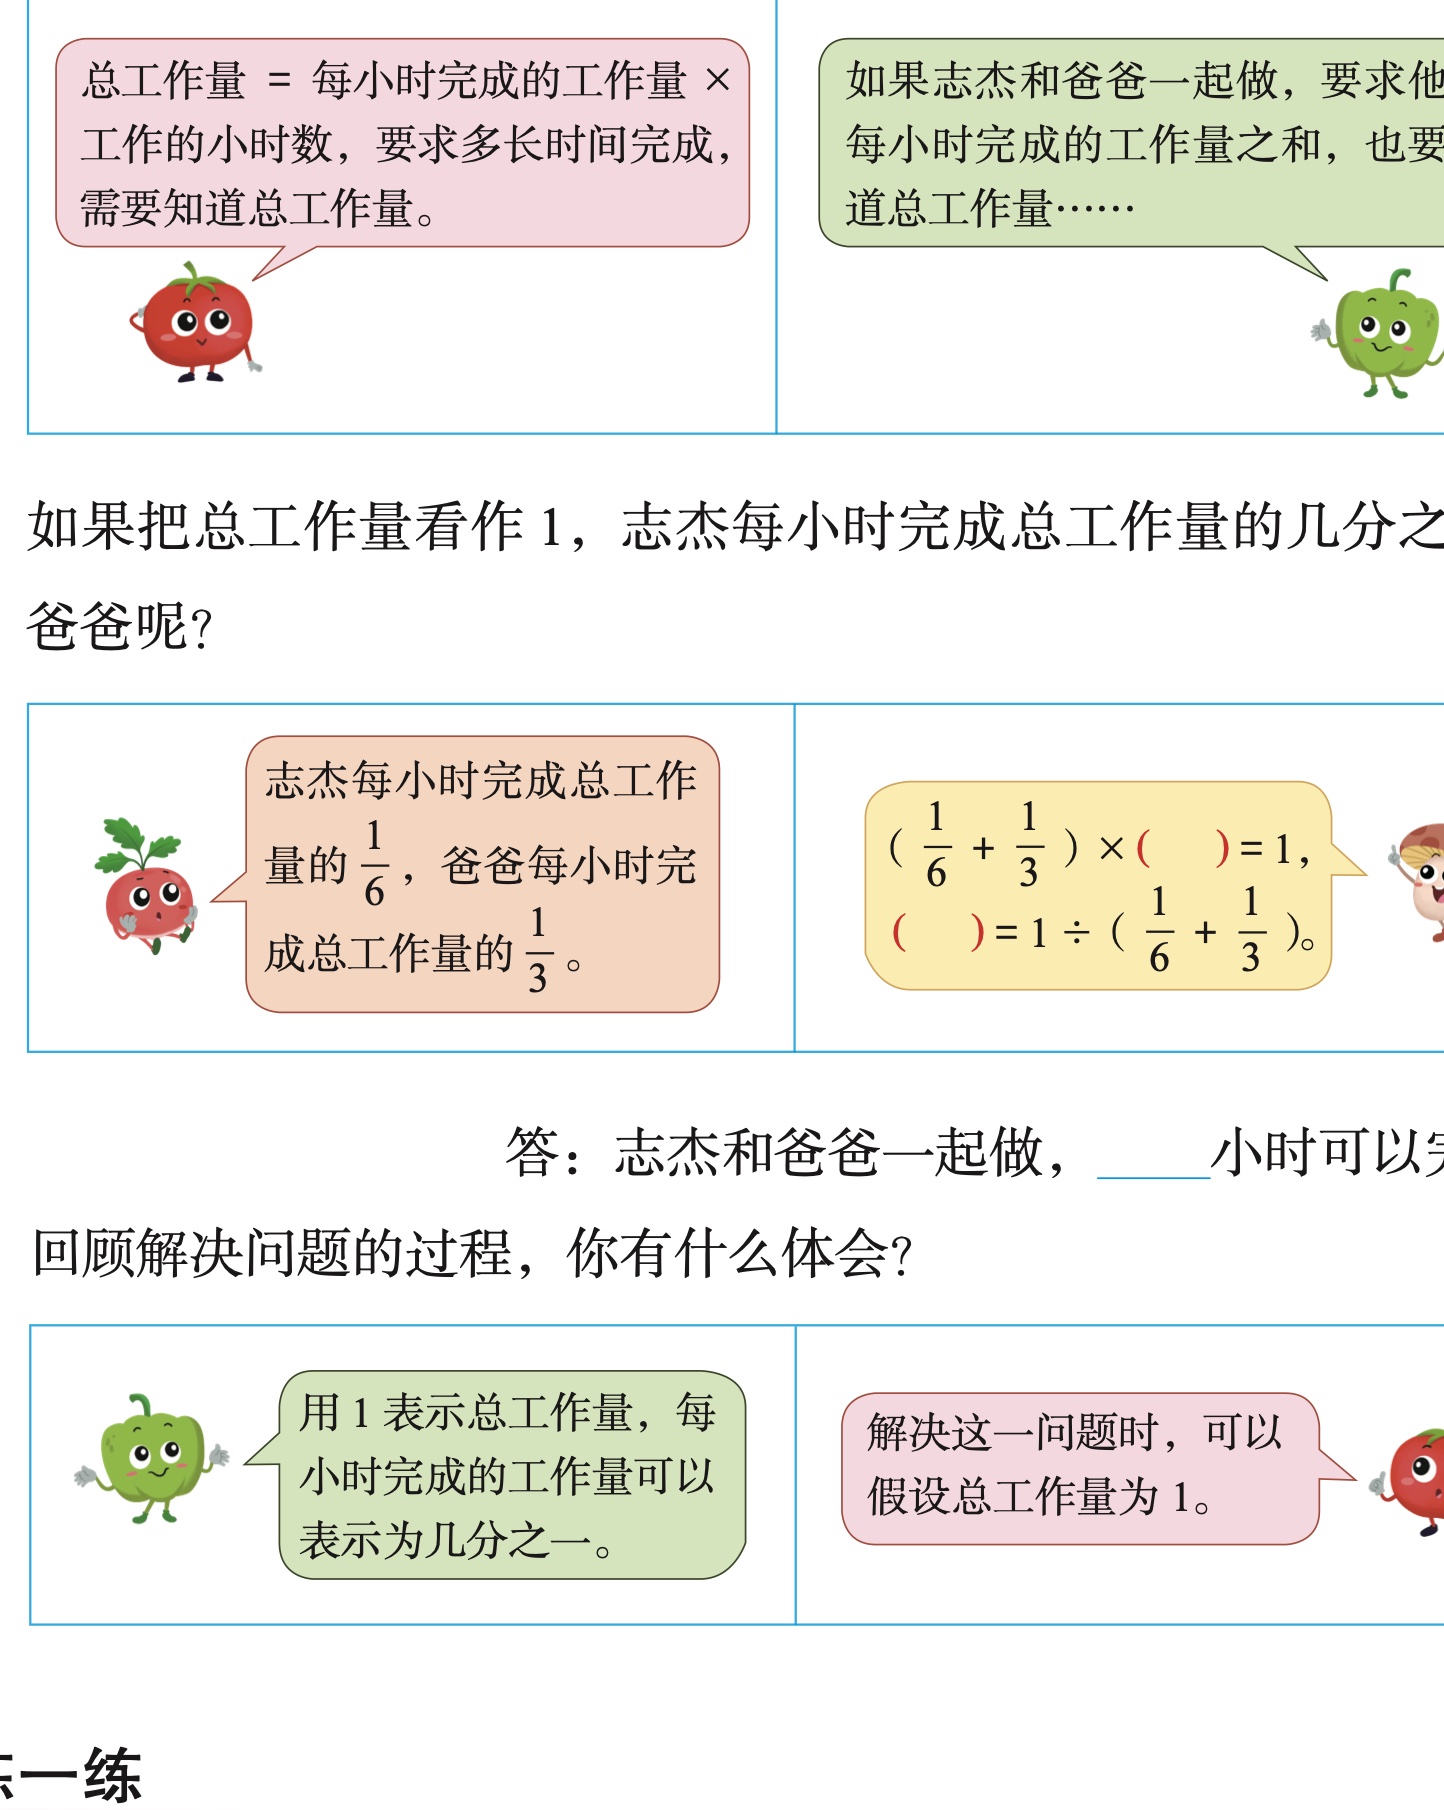 总工作量 = 每小时完成的工作量 ×
工作的小时数，要求多长时间完成，
需要知道总工作量。
如果志杰和爸爸一起做，要求他
每小时完成的工作量之和，也要
道总工作量……
如果把总工作量看作 1，志杰每小时完成总工作量的几分之
爸爸呢？
志杰每小时完成总工作
量的 1/6，爸爸每小时完
成总工作量的 1/3。
（1/6 + 1/3）×(  ) = 1，
(  ) = 1 ÷（1/6 + 1/3）。
答：志杰和爸爸一起做，____小时可以
回顾解决问题的过程，你有什么体会？
用 1 表示总工作量，每
小时完成的工作量可以
表示为几分之一。
解决这一问题时，可以
假设总工作量为 1。
一练